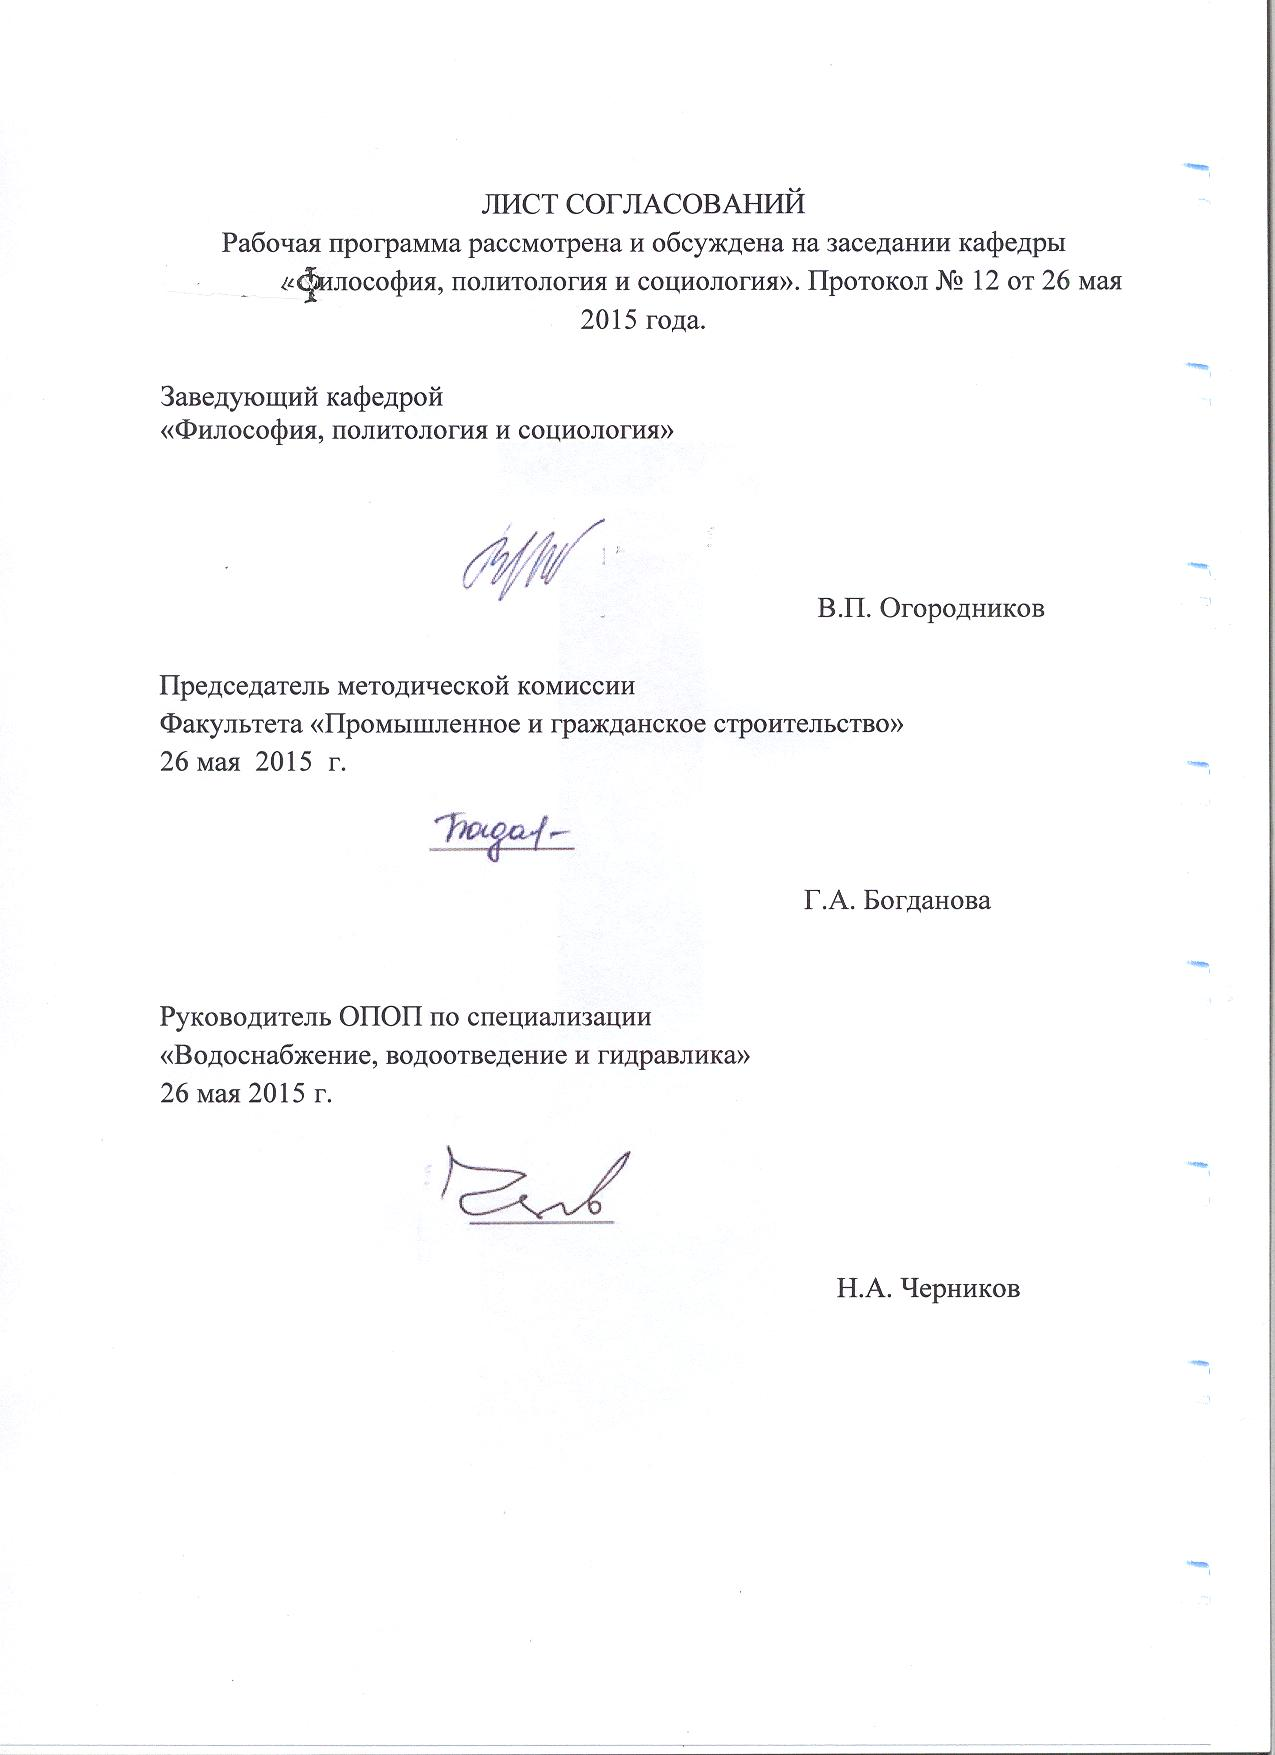 ЛИСТ СОГЛАСОВАНИЙ
Рабочая программа рассмотрена и обсуждена на заседании кафедры
«Философия, политология и социология». Протокол № 12 от 26 мая
2015 года.
Заведующий кафедрой
«Философия, политология и социология»
В.П. Огородников
Председатель методической комиссии
Факультета «Промышленное и гражданское строительство»
26 мая 2015 г.
Г.А. Богданова
Руководитель ОПОП по специализации
«Водоснабжение, водоотведение и гидравлика»
26 мая 2015 г.
Н.А. Черников